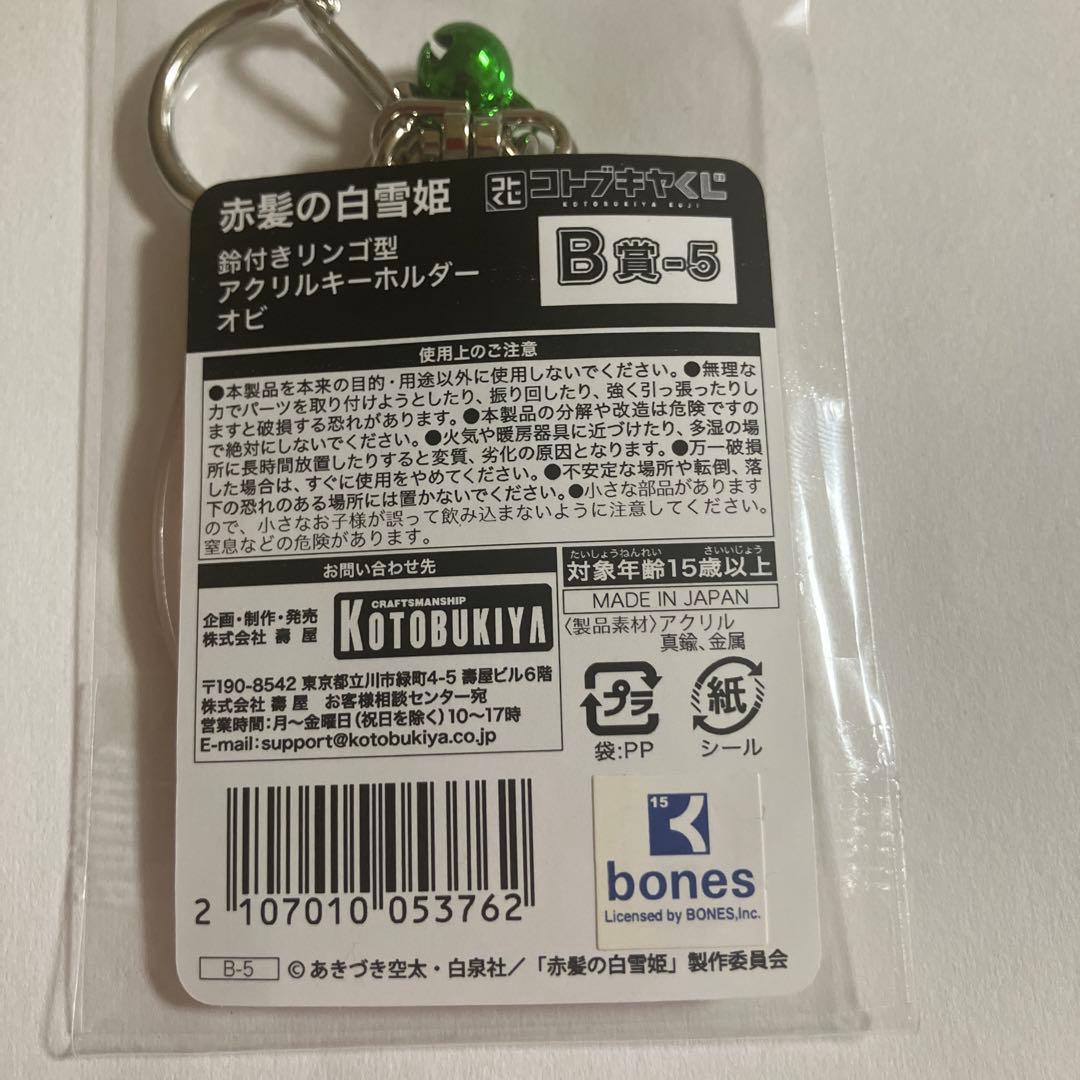 赤髪の白雪姫
コトくじ コトブキヤくじ
KOTOBUKIYA KUJI
鈴付きリンゴ型
アクリルキーホルダー
オビ
B賞-5
使用上のご注意
●本製品を本来の目的・用途以外に使用しないでください。●無理な
力でパーツを取り付けようとしたり、振り回したり、強く引っ張ったりし
ますと破損する恐れがあります。●本製品の分解や改造は危険ですの
で絶対にしないでください。●火気や暖房器具に近づけたり、多湿の場
所に長時間放置したりすると変質、劣化の原因となります。●万一破損
した場合は、すぐに使用をやめてください。●不安定な場所や転倒、落
下の恐れのある場所には置かないでください。●小さな部品があります
ので、小さなお子様が誤って飲み込まないように注意してください。
窒息などの危険があります。
お問い合わせ先
企画・制作・発売
株式会社 壽 屋
CRAFTSMANSHIP
KOTOBUKIYA
〒190-8542 東京都立川市緑町4-5 壽屋ビル6階
株式会社 壽 屋 お客様相談センター宛
営業時間:月〜金曜日(祝日を除く)10〜17時
E-mail:support@kotobukiya.co.jp
たいしょうねんれい さいいじょう
対象年齢15歳以上
MADE IN JAPAN
〈製品素材〉アクリル
真鍮、金属
プラ
袋:PP
紙
シール
2 107010 053762
15
bones
Licensed by BONES,Inc.
B-5 ©あきづき空太・白泉社/「赤髪の白雪姫」製作委員会